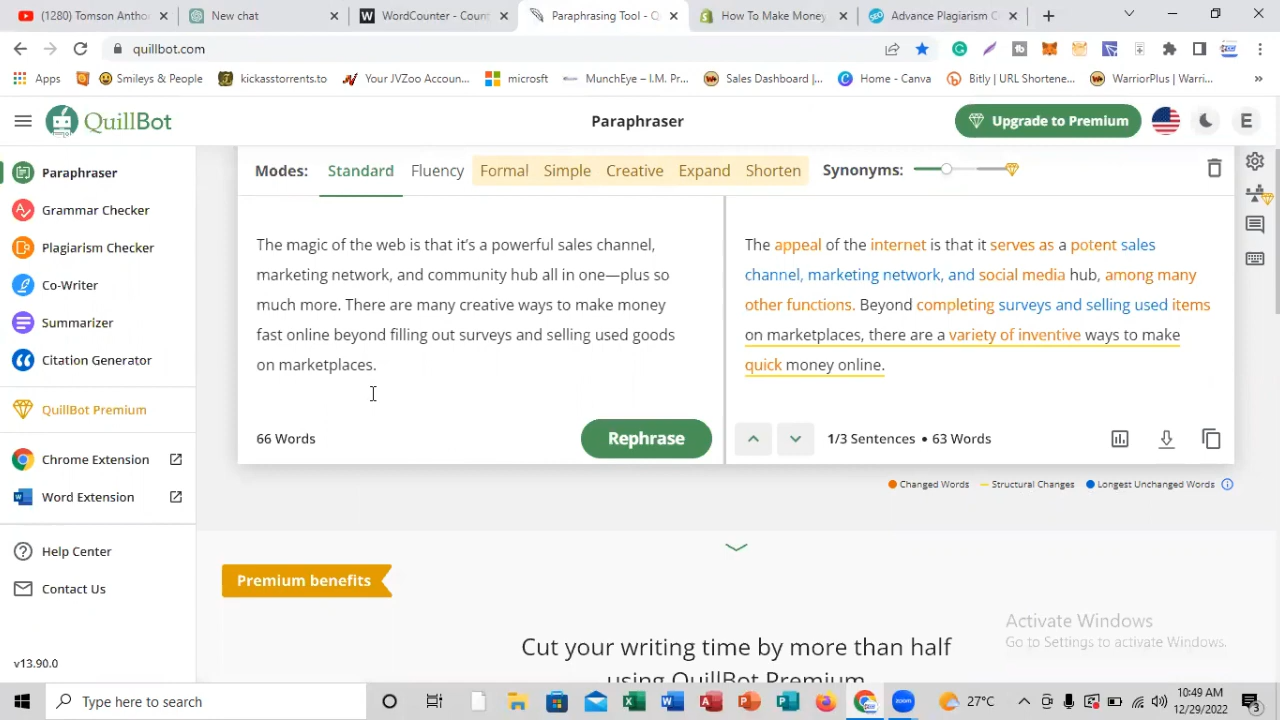 (1280) Tomson Anthor
New chat
WordCounter - Count
Paraphrasing Tool - Q
How To Make Money
Advance Plagiarism C
quillbot.com
Apps
Smileys & People
kickasstorrents.to
Your JVZoo Accoun...
microsft
MunchEye – I.M. Pr...
Sales Dashboard |...
Home - Canva
Bitly | URL Shortene...
WarriorPlus | Warri...
QuillBot
Paraphraser
Upgrade to Premium
E
Paraphraser
Grammar Checker
Plagiarism Checker
Co-Writer
Summarizer
Citation Generator
QuillBot Premium
Chrome Extension
Word Extension
Help Center
Contact Us
v13.90.0
Modes: Standard Fluency Formal Simple Creative Expand Shorten Synonyms:
The magic of the web is that it’s a powerful sales channel,
marketing network, and community hub all in one—plus so
much more. There are many creative ways to make money
fast online beyond filling out surveys and selling used goods
on marketplaces.
66 Words
Rephrase
The appeal of the internet is that it serves as a potent sales
channel, marketing network, and social media hub, among many
other functions. Beyond completing surveys and selling used items
on marketplaces, there are a variety of inventive ways to make
quick money online.
1/3 Sentences • 63 Words
Changed Words Structural Changes Longest Unchanged Words
Premium benefits
Cut your writing time by more than half
using QuillBot Premium
Activate Windows
Go to Settings to activate Windows.
Type here to search
zoom
27°C
10:49 AM
12/29/2022
3